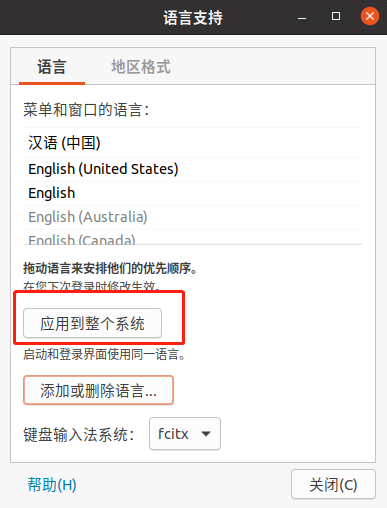 语言支持
语言 地区格式
菜单和窗口的语言：
汉语 (中国)
English (United States)
English
English (Australia)
English (Canada)
拖动语言来安排他们的优先顺序。
在您下次登录时修改生效。
应用到整个系统
启动和登录界面使用同一语言。
添加或删除语言...
键盘输入法系统： fcitx
帮助(H) 关闭(C)